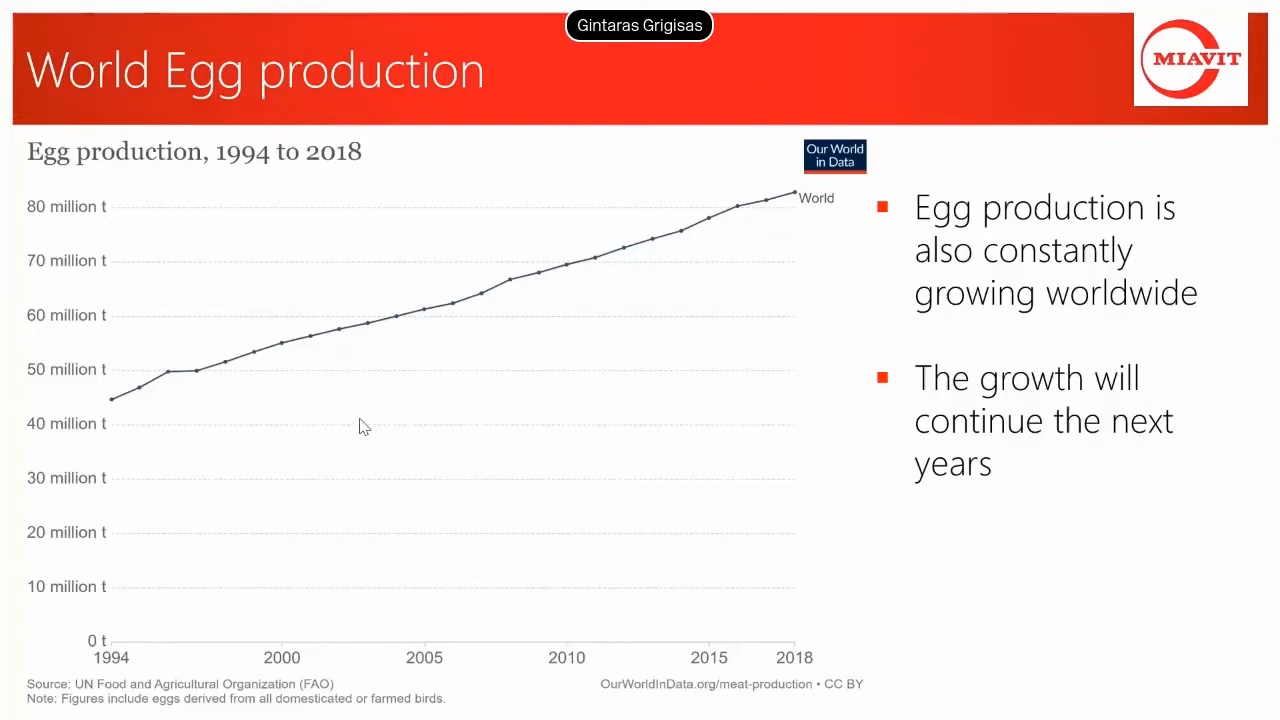 Gintaras Grigisas
World Egg production
MIAVIT
Egg production, 1994 to 2018
Our World
in Data
80 million t
70 million t
60 million t
50 million t
40 million t
30 million t
20 million t
10 million t
0 t
World
1994
2000
2005
2010
2015
2018
Source: UN Food and Agricultural Organization (FAO)
OurWorldInData.org/meat-production • CC BY
Note: Figures include eggs derived from all domesticated or farmed birds.
Egg production is
also constantly
growing worldwide
The growth will
continue the next
years